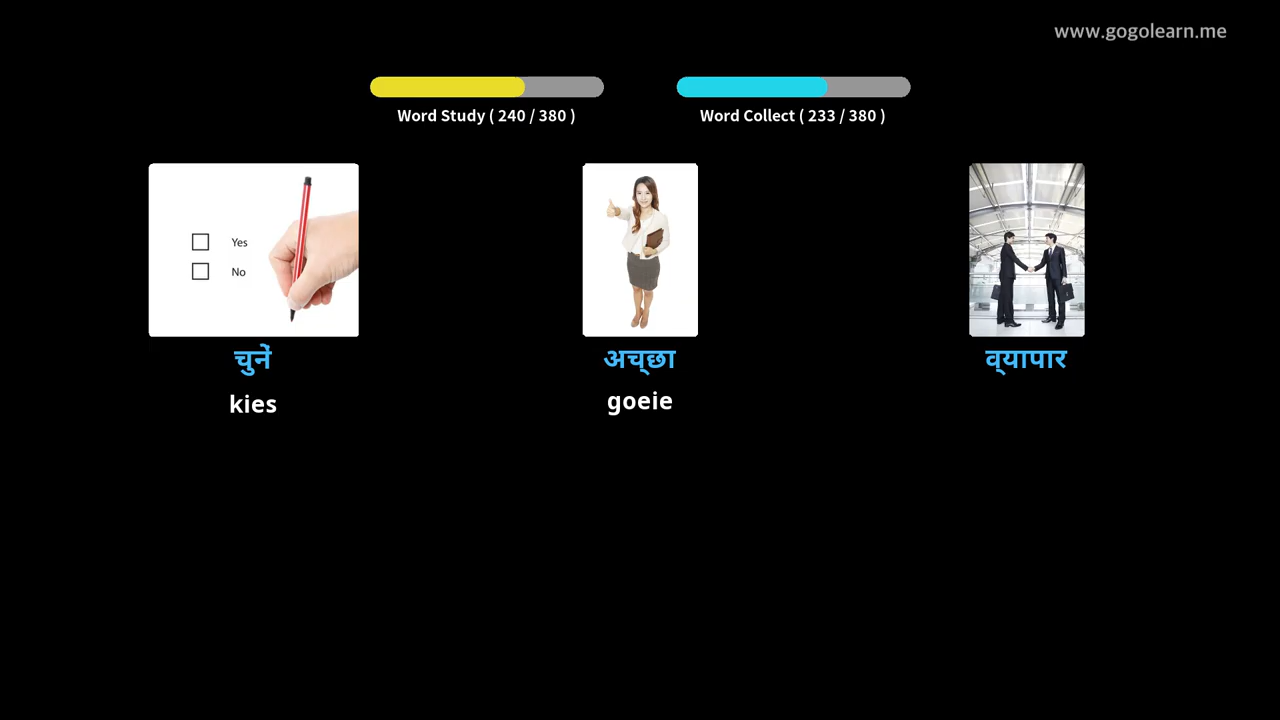 www.gogolearn.me
Word Study ( 240 / 380 )
Word Collect ( 233 / 380 )
Yes
No
चुनें
अच्छा
व्यापार
kies
goeie